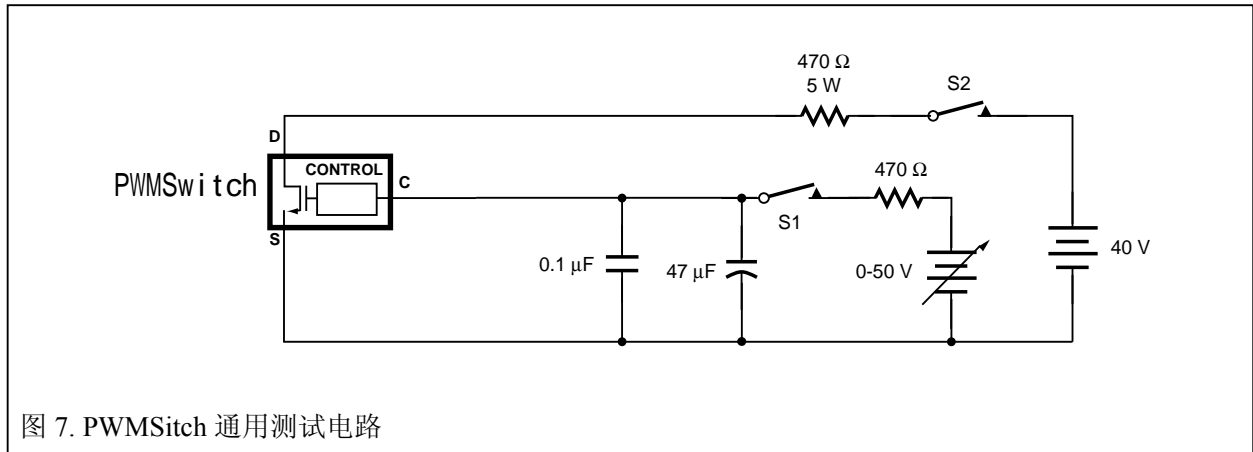 470 Ω
5 W
S2
D
CONTROL
C
PWMSwitch
S
470 Ω
S1
0.1 μF
47 μF
0-50 V
40 V
图 7. PWMSitch 通用测试电路